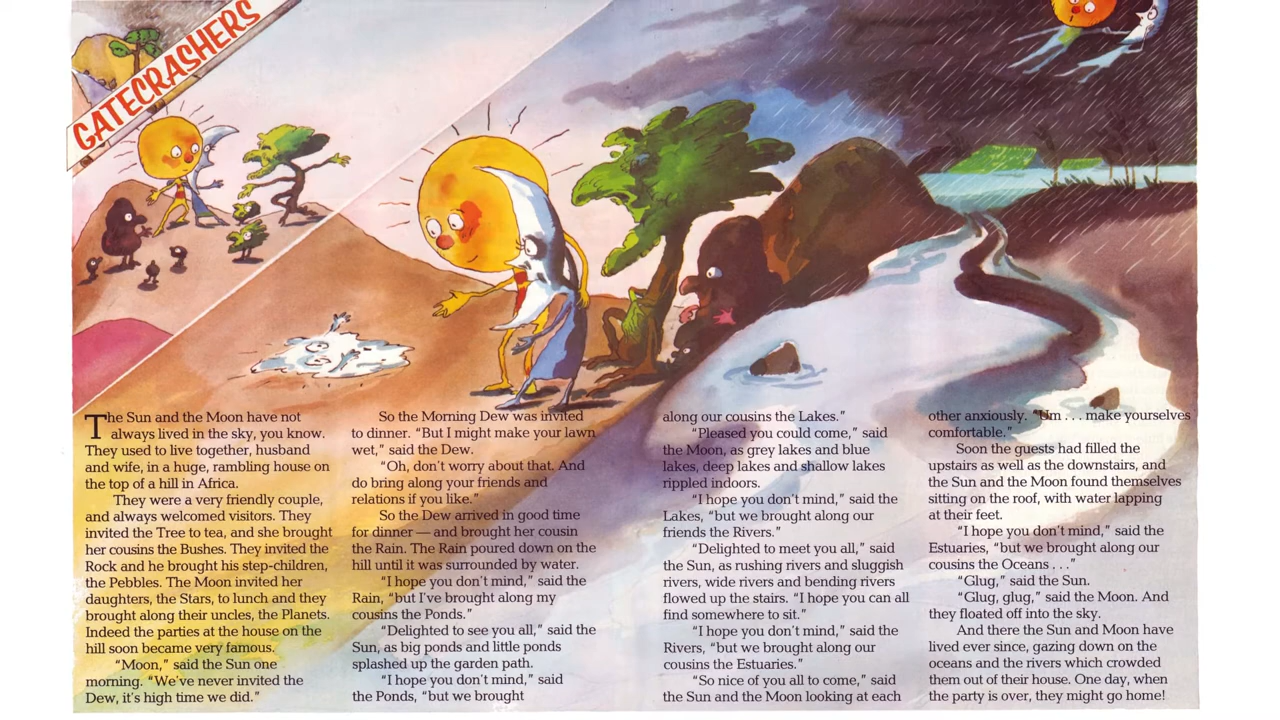 GATECRASHERS
The Sun and the Moon have not
always lived in the sky, you know.
They used to live together, husband
and wife, in a huge, rambling house on
the top of a hill in Africa.
They were a very friendly couple,
and always welcomed visitors. They
invited the Tree to tea, and she brought
her cousins the Bushes. They invited the
Rock and he brought his step-children,
the Pebbles. The Moon invited her
daughters, the Stars, to lunch and they
brought along their uncles, the Planets.
Indeed the parties at the house on the
hill soon became very famous.
“Moon,” said the Sun one
morning. “We’ve never invited the
Dew, it’s high time we did.”
So the Morning Dew was invited
to dinner. “But I might make your lawn
wet,” said the Dew.
“Oh, don’t worry about that. And
do bring along your friends and
relations if you like.”
So the Dew arrived in good time
for dinner — and brought her cousin
the Rain. The Rain poured down on the
hill until it was surrounded by water.
“I hope you don’t mind,” said the
Rain, “but I’ve brought along my
cousins the Ponds.”
“Delighted to see you all,” said the
Sun, as big ponds and little ponds
splashed up the garden path.
“I hope you don’t mind,” said
the Ponds, “but we brought
along our cousins the Lakes.”
“Pleased you could come,” said
the Moon, as grey lakes and blue
lakes, deep lakes and shallow lakes
rippled indoors.
“I hope you don’t mind,” said the
Lakes, “but we brought along our
friends the Rivers.”
“Delighted to meet you all,” said
the Sun, as rushing rivers and sluggish
rivers, wide rivers and bending rivers
flowed up the stairs. “I hope you can all
find somewhere to sit.”
“I hope you don’t mind,” said the
Rivers, “but we brought along our
cousins the Estuaries.”
“So nice of you all to come,” said
the Sun and the Moon looking at each
other anxiously. “Um . . . make yourselves
comfortable.”
Soon the guests had filled the
upstairs as well as the downstairs, and
the Sun and the Moon found themselves
sitting on the roof, with water lapping
at their feet.
“I hope you don’t mind,” said the
Estuaries, “but we brought along our
cousins the Oceans . . .”
“Glug,” said the Sun.
“Glug, glug,” said the Moon. And
they floated off into the sky.
And there the Sun and Moon have
lived ever since, gazing down on the
oceans and the rivers which crowded
them out of their house. One day, when
the party is over, they might go home!